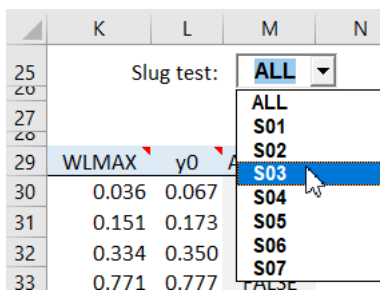 K L M N
25 Slug test: ALL
26
27 ALL
28 S01
29 WLMAX y0 A S02
S03
30 0.036 0.067 S04
31 0.151 0.173 S05
32 0.334 0.350 S06
33 0.771 0.777 FALSE S07